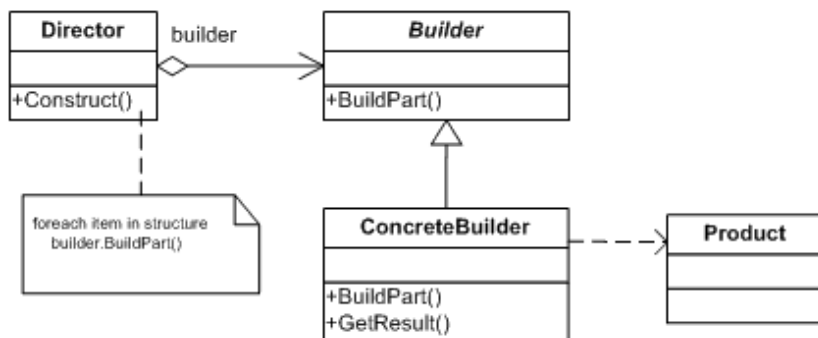 Director
builder
Builder
+Construct()
+BuildPart()
foreach item in structure
builder.BuildPart()
ConcreteBuilder
Product
+BuildPart()
+GetResult()